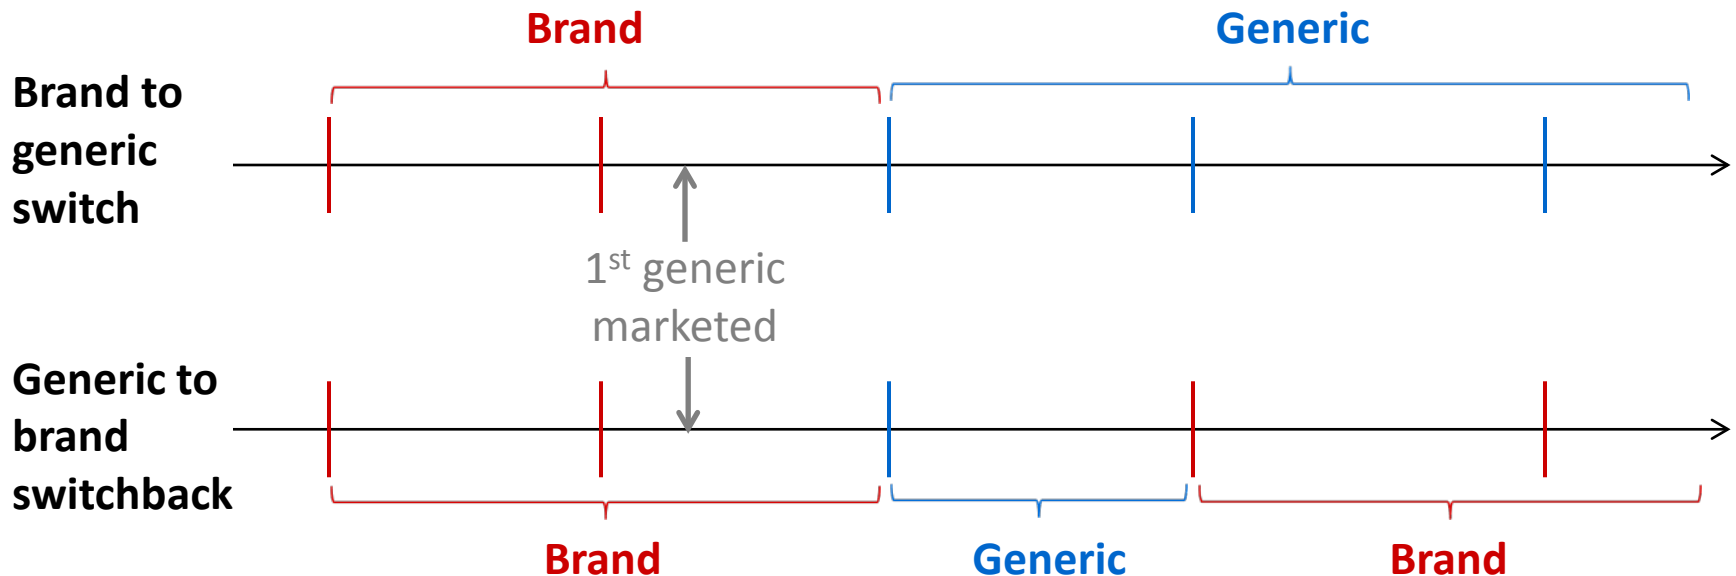 Brand
Generic
Brand to
generic
switch
1st generic
marketed
Generic to
brand
switchback
Brand
Generic
Brand